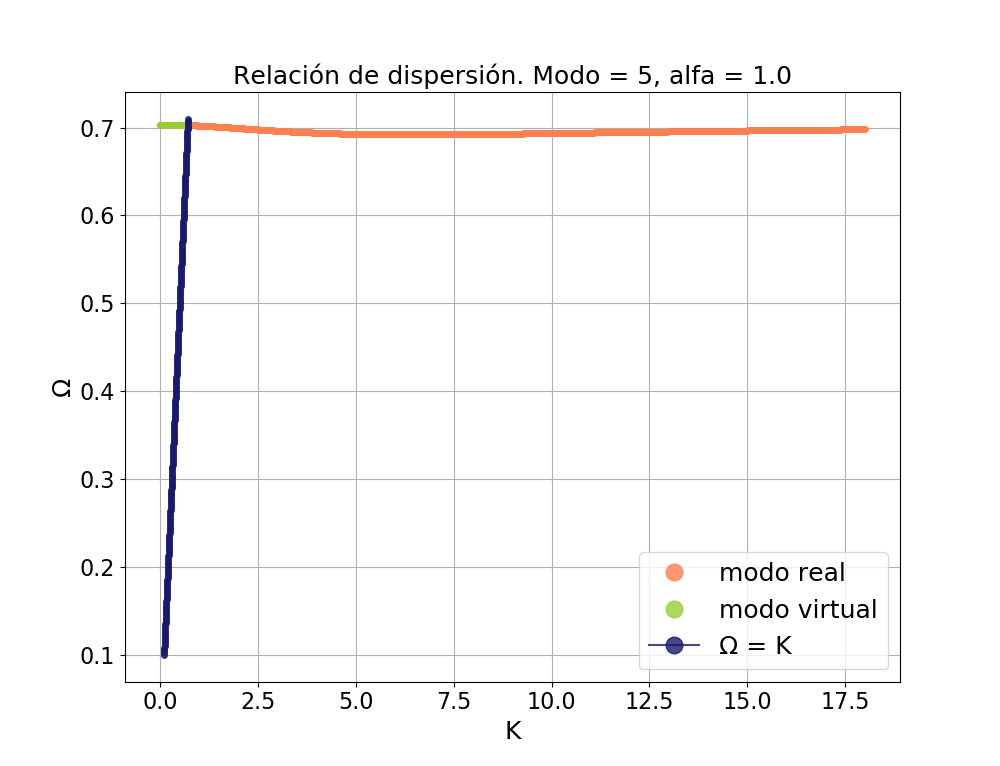 Relación de dispersión. Modo = 5, alfa = 1.0
Ω
0.7
0.6
0.5
0.4
0.3
0.2
0.1
modo real
modo virtual
Ω = K
0.0 2.5 5.0 7.5 10.0 12.5 15.0 17.5
K